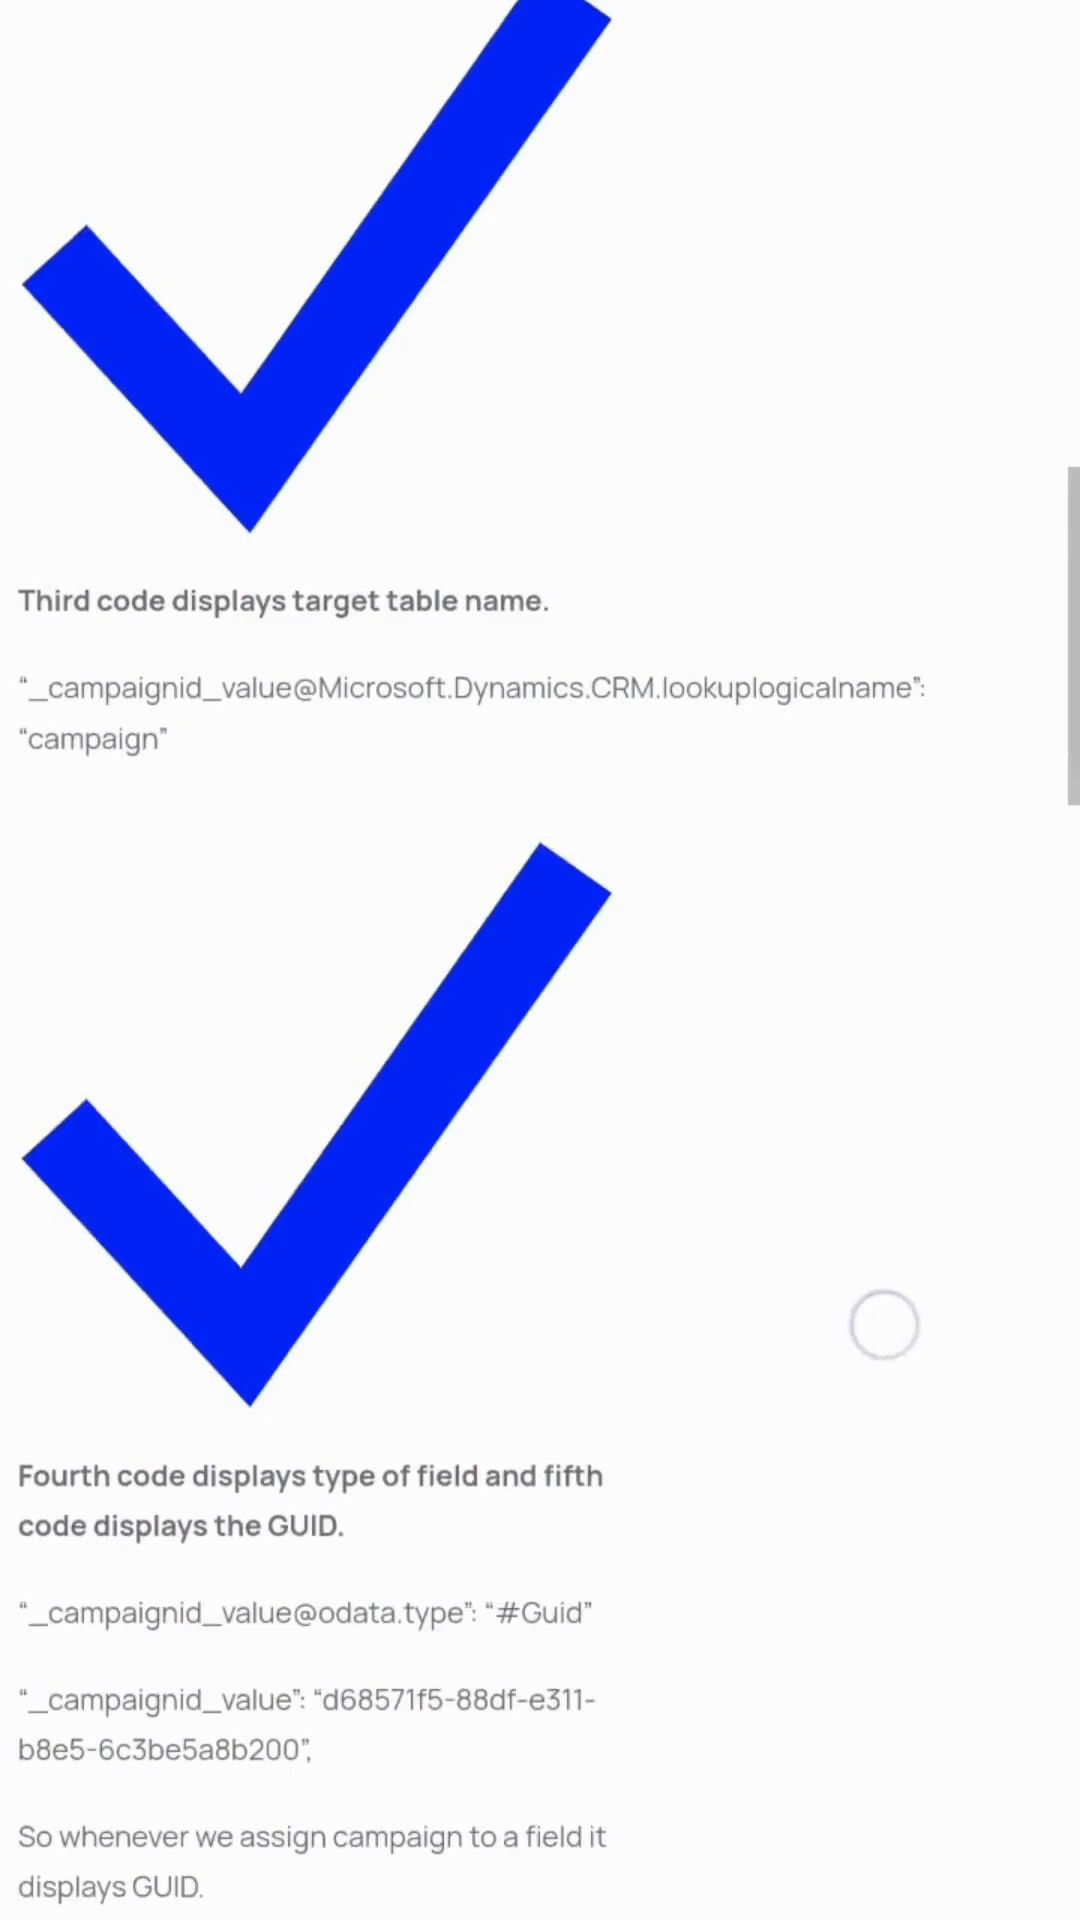 Third code displays target table name.
“_campaignid_value@Microsoft.Dynamics.CRM.lookuplogicalname”:
“campaign”
Fourth code displays type of field and fifth
code displays the GUID.
“_campaignid_value@odata.type”: “#Guid”
“_campaignid_value”: “d68571f5-88df-e311-
b8e5-6c3be5a8b200”,
So whenever we assign campaign to a field it
displays GUID.